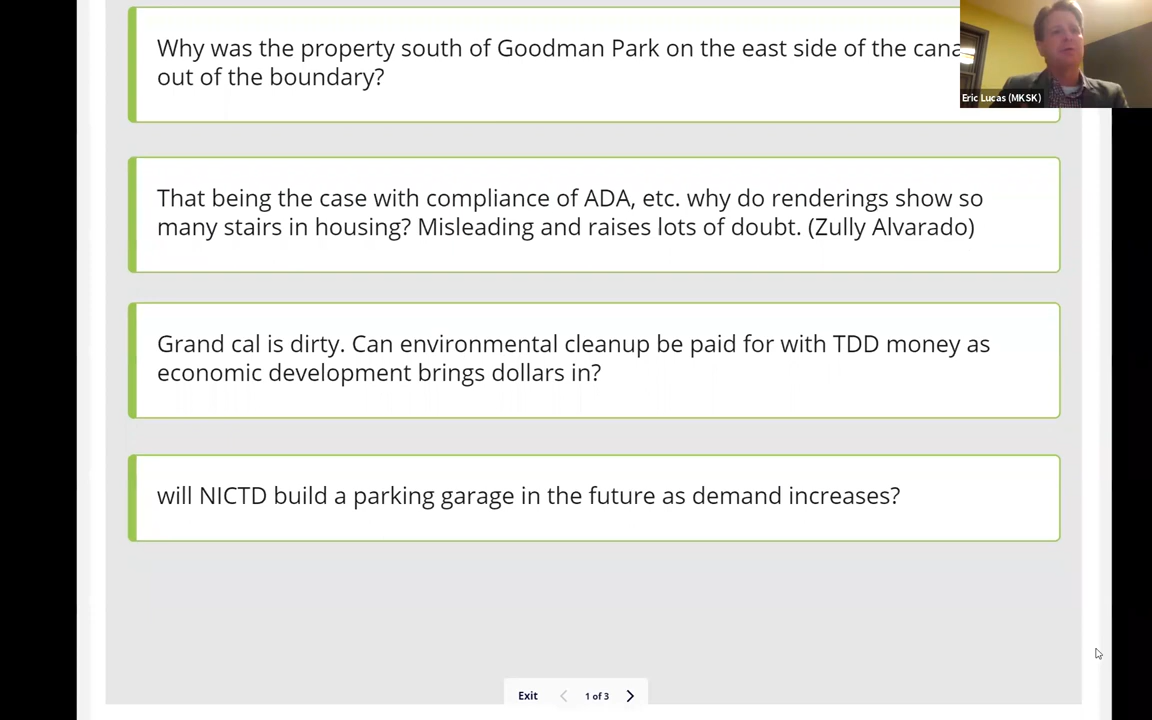 Why was the property south of Goodman Park on the east side of the cana
out of the boundary?
Eric Lucas (MKSK)
That being the case with compliance of ADA, etc. why do renderings show so
many stairs in housing? Misleading and raises lots of doubt. (Zully Alvarado)
Grand cal is dirty. Can environmental cleanup be paid for with TDD money as
economic development brings dollars in?
will NICTD build a parking garage in the future as demand increases?
Exit
1 of 3